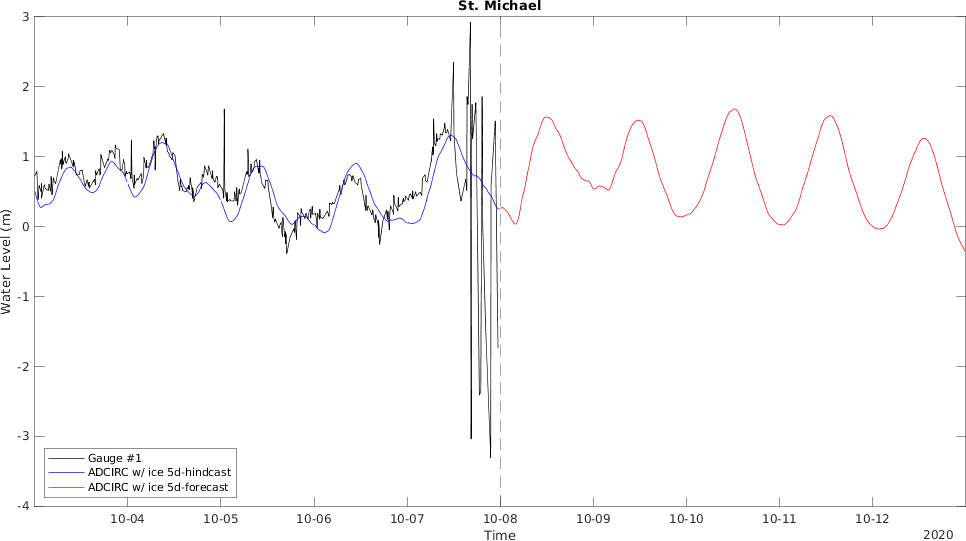 St. Michael
3
2
1
0
-1
-2
-3
-4
Water Level (m)
Gauge #1
ADCIRC w/ ice 5d-hindcast
ADCIRC w/ ice 5d-forecast
10-04 10-05 10-06 10-07 10-08 10-09 10-10 10-11 10-12
Time
2020